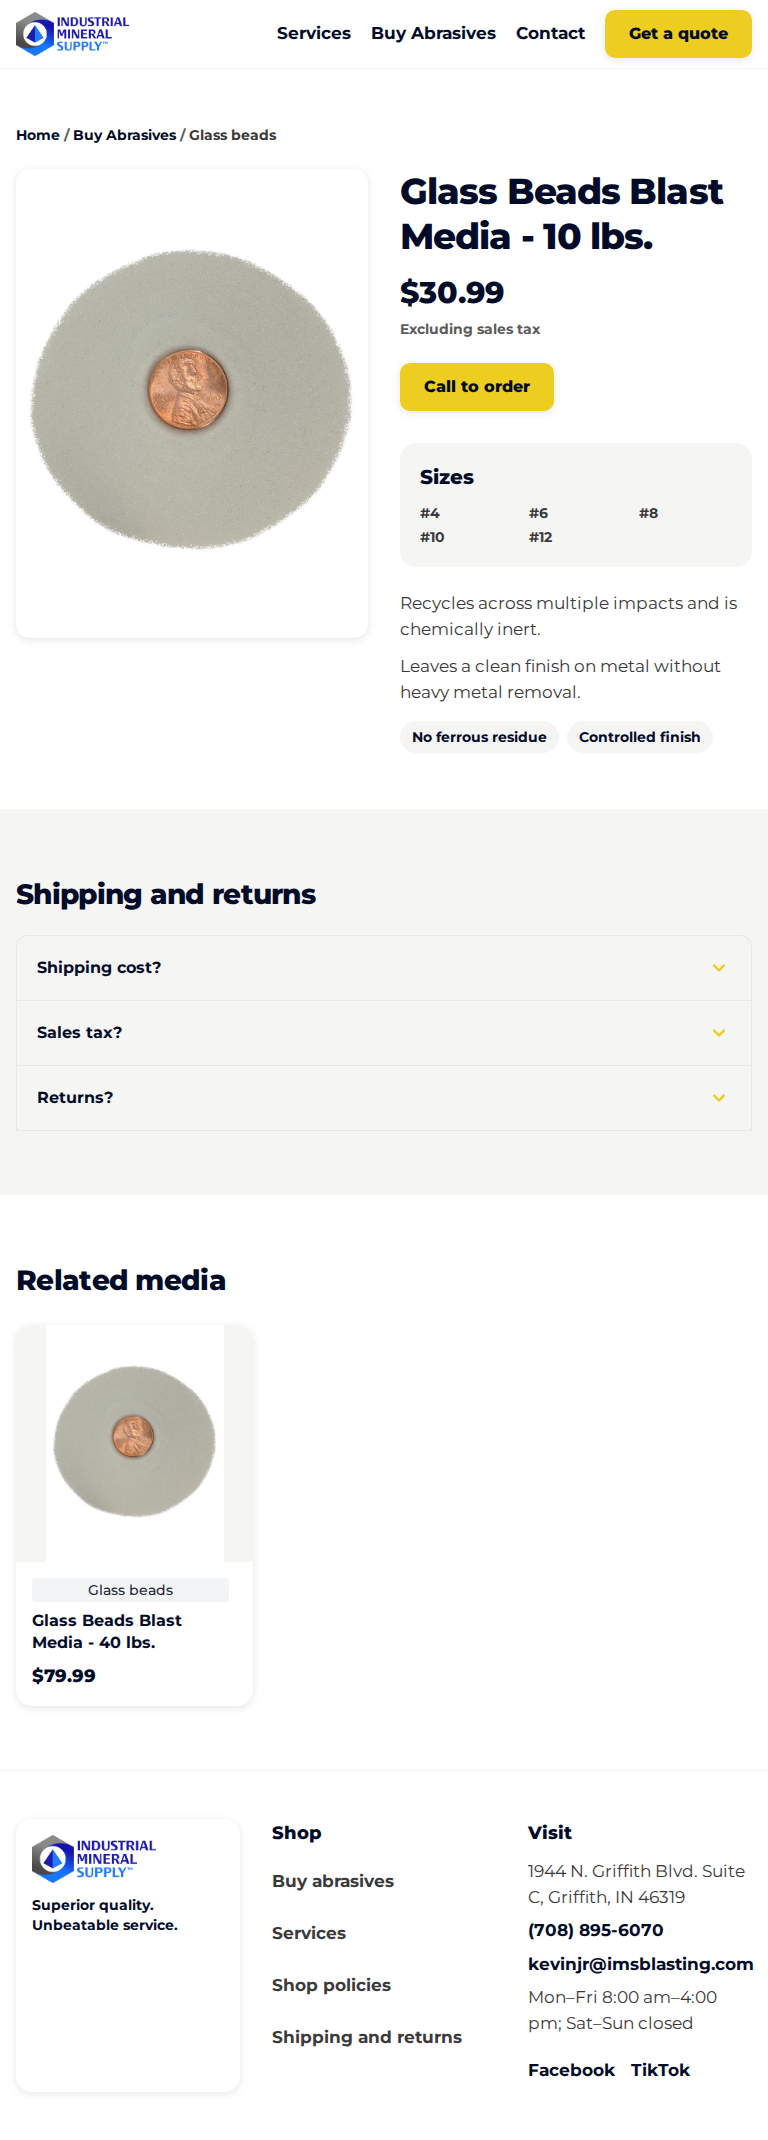 INDUSTRIAL
MINERAL
SUPPLY™
Services
Buy Abrasives
Contact
Get a quote
Home / Buy Abrasives / Glass beads
Glass Beads Blast
Media - 10 lbs.
$30.99
Excluding sales tax
Call to order
Sizes
#4
#6
#8
#10
#12
Recycles across multiple impacts and is
chemically inert.
Leaves a clean finish on metal without
heavy metal removal.
No ferrous residue
Controlled finish
Shipping and returns
Shipping cost?
Sales tax?
Returns?
Related media
Glass beads
Glass Beads Blast
Media - 40 lbs.
$79.99
INDUSTRIAL
MINERAL
SUPPLY™
Superior quality.
Unbeatable service.
Shop
Buy abrasives
Services
Shop policies
Shipping and returns
Visit
1944 N. Griffith Blvd. Suite
C, Griffith, IN 46319
(708) 895-6070
kevinjr@imsblasting.com
Mon–Fri 8:00 am–4:00
pm; Sat–Sun closed
Facebook
TikTok